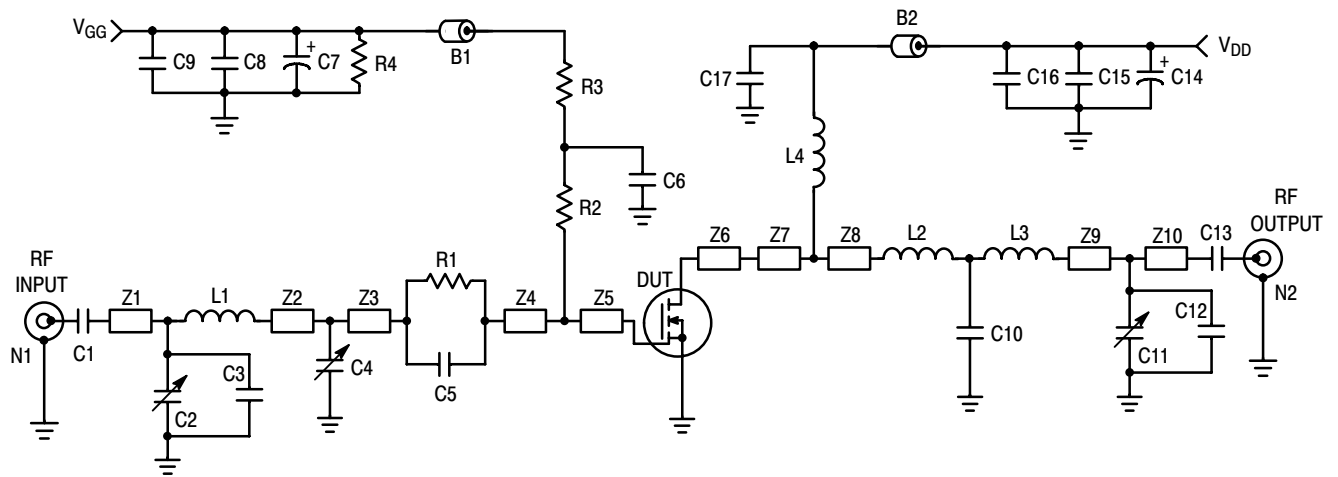 VGG
B1
B2
VDD
C9
C8
C7
+
R4
R3
C17
C16
C15
C14
+
L4
C6
R2
RF
INPUT
N1
C1
Z1
L1
Z2
Z3
R1
C5
Z4
Z5
C2
C3
C4
DUT
Z6
Z7
Z8
L2
L3
Z9
Z10
C13
RF
OUTPUT
N2
C10
C11
C12